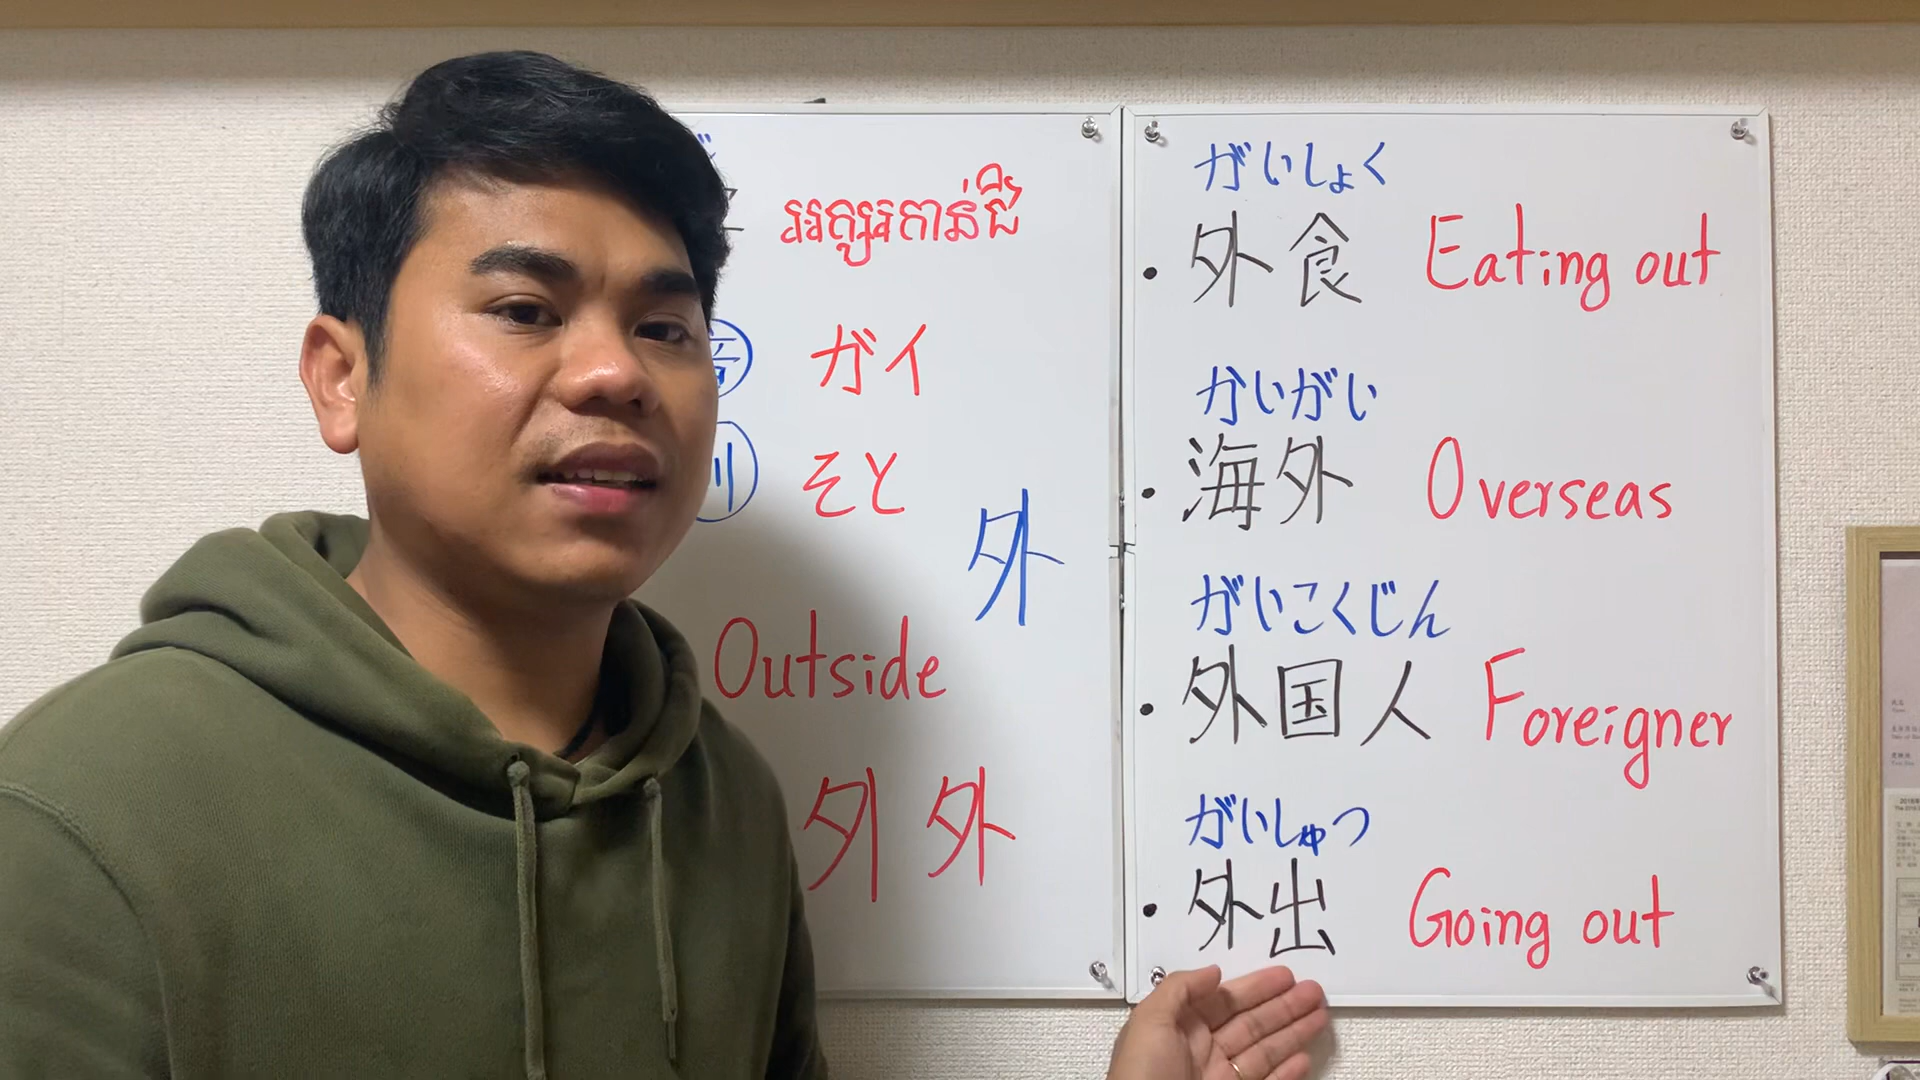 អក្សរកាន់ជី
ガイ
そと
外
Outside
外 外
がいしょく
• 外食 Eating out
かいがい
• 海外 Overseas
がいこくじん
• 外国人 Foreigner
がいしゅつ
• 外出 Going out